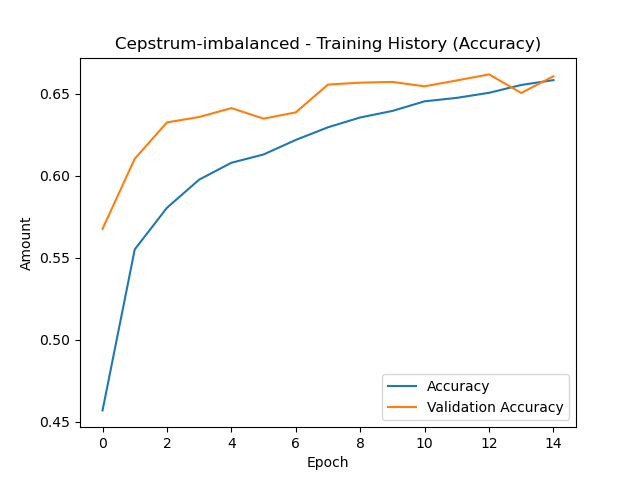 Cepstrum-imbalanced - Training History (Accuracy)
0.65
0.60
0.55
0.50
0.45
Amount
0 2 4 6 8 10 12 14
Epoch
Accuracy
Validation Accuracy